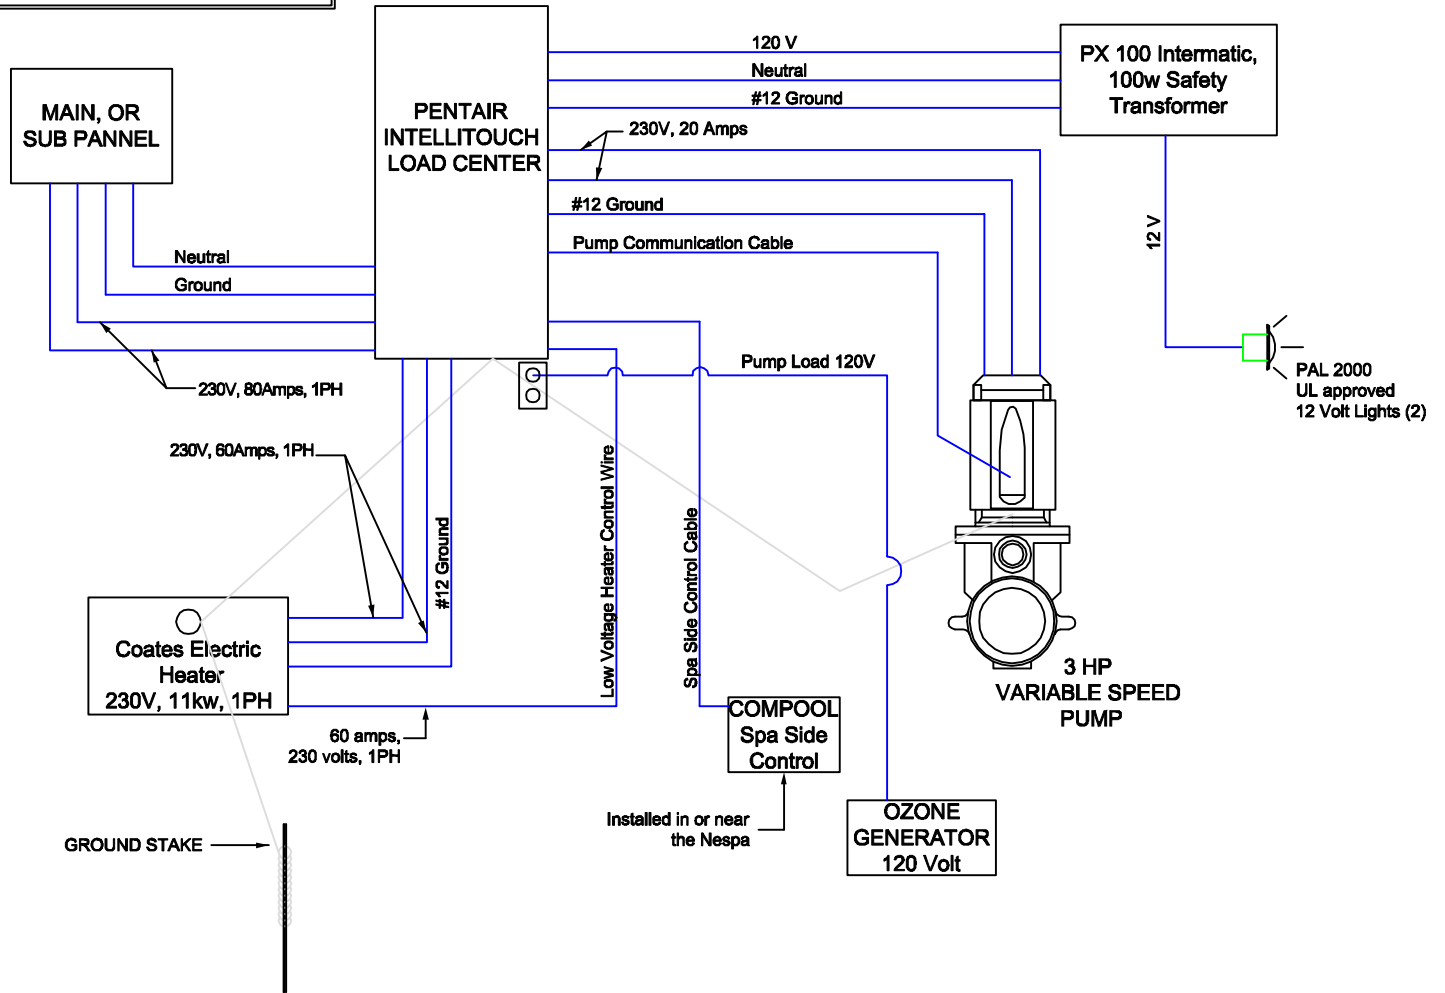 MAIN, OR
SUB PANNEL
PENTAIR
INTELLITOUCH
LOAD CENTER
120 V
Neutral
#12 Ground
PX 100 Intermatic,
100w Safety
Transformer
230V, 20 Amps
#12 Ground
Pump Communication Cable
12 V
Neutral
Ground
230V, 80Amps, 1PH
Pump Load 120V
PAL 2000
UL approved
12 Volt Lights (2)
230V, 60Amps, 1PH
#12 Ground
Low Voltage Heater Control Wire
Spa Side Control Cable
Coates Electric
Heater
230V, 11kw, 1PH
60 amps,
230 volts, 1PH
COMPOOL
Spa Side
Control
3 HP
VARIABLE SPEED
PUMP
Installed in or near
the Nespa
OZONE
GENERATOR
120 Volt
GROUND STAKE